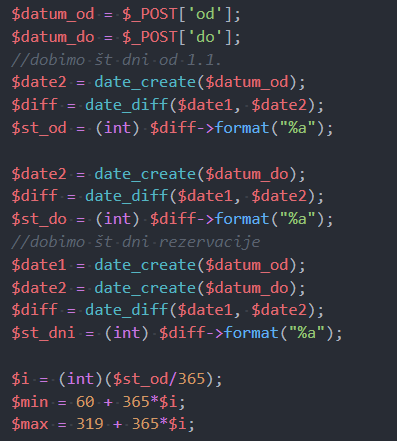 $datum_od = $_POST['od'];
$datum_do = $_POST['do'];
//dobimo št dni od 1.1.
$date2 = date_create($datum_od);
$diff = date_diff($date1, $date2);
$st_od = (int) $diff->format("%a");

$date2 = date_create($datum_do);
$diff = date_diff($date1, $date2);
$st_do = (int) $diff->format("%a");
//dobimo št dni rezervacije
$date1 = date_create($datum_od);
$date2 = date_create($datum_do);
$diff = date_diff($date1, $date2);
$st_dni = (int) $diff->format("%a");

$i = (int)($st_od/365);
$min = 60 + 365*$i;
$max = 319 + 365*$i;